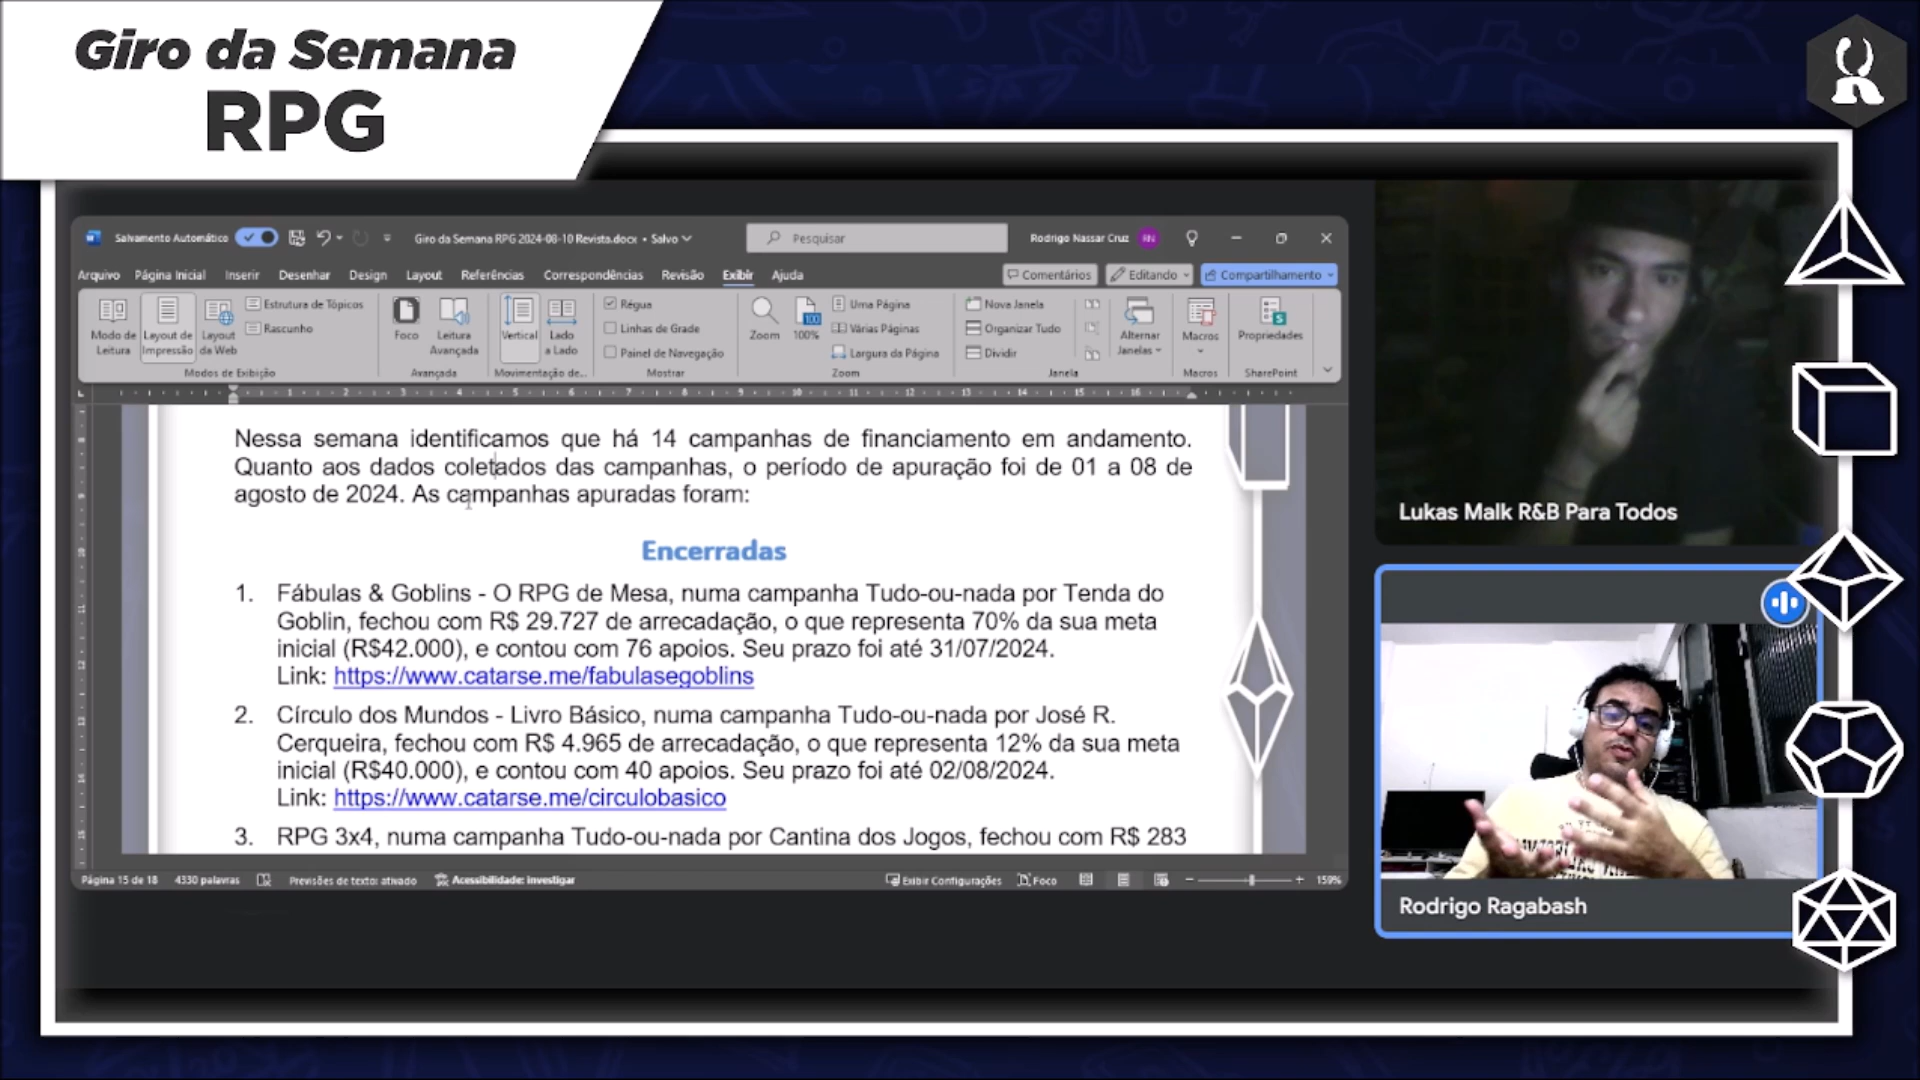 Giro da Semana
RPG
Salvamento Automático
Giro da Semana RPG 2024-08-10 Revista.docx • Salvo
Pesquisar
Rodrigo Nassar Cruz
RN
Arquivo Página Inicial Inserir Desenhar Design Layout Referências Correspondências Revisão Exibir Ajuda
Comentários Editando Compartilhamento
Modo de Leitura
Layout de Impressão
Layout da Web
Estrutura de Tópicos
Rascunho
Modos de Exibição
Foco
Leitura Avançada
Avançada
Vertical
Lado a Lado
Movimentação de...
Régua
Linhas de Grade
Painel de Navegação
Mostrar
Zoom
100%
Uma Página
Várias Páginas
Largura da Página
Zoom
Nova Janela
Organizar Tudo
Dividir
Alternar Janelas
Janela
Macros
Macros
Propriedades
SharePoint
Nessa semana identificamos que há 14 campanhas de financiamento em andamento.
Quanto aos dados coletados das campanhas, o período de apuração foi de 01 a 08 de
agosto de 2024. As campanhas apuradas foram:
Encerradas
1. Fábulas & Goblins - O RPG de Mesa, numa campanha Tudo-ou-nada por Tenda do
Goblin, fechou com R$ 29.727 de arrecadação, o que representa 70% da sua meta
inicial (R$42.000), e contou com 76 apoios. Seu prazo foi até 31/07/2024.
Link: https://www.catarse.me/fabulasegoblins
2. Círculo dos Mundos - Livro Básico, numa campanha Tudo-ou-nada por José R.
Cerqueira, fechou com R$ 4.965 de arrecadação, o que representa 12% da sua meta
inicial (R$40.000), e contou com 40 apoios. Seu prazo foi até 02/08/2024.
Link: https://www.catarse.me/circulobasico
3. RPG 3x4, numa campanha Tudo-ou-nada por Cantina dos Jogos, fechou com R$ 283
Página 15 de 18 4330 palavras Previsões de texto: ativado Acessibilidade: investigar
Exibir Configurações Foco 159%
Lukas Malk R&B Para Todos
Rodrigo Ragabash